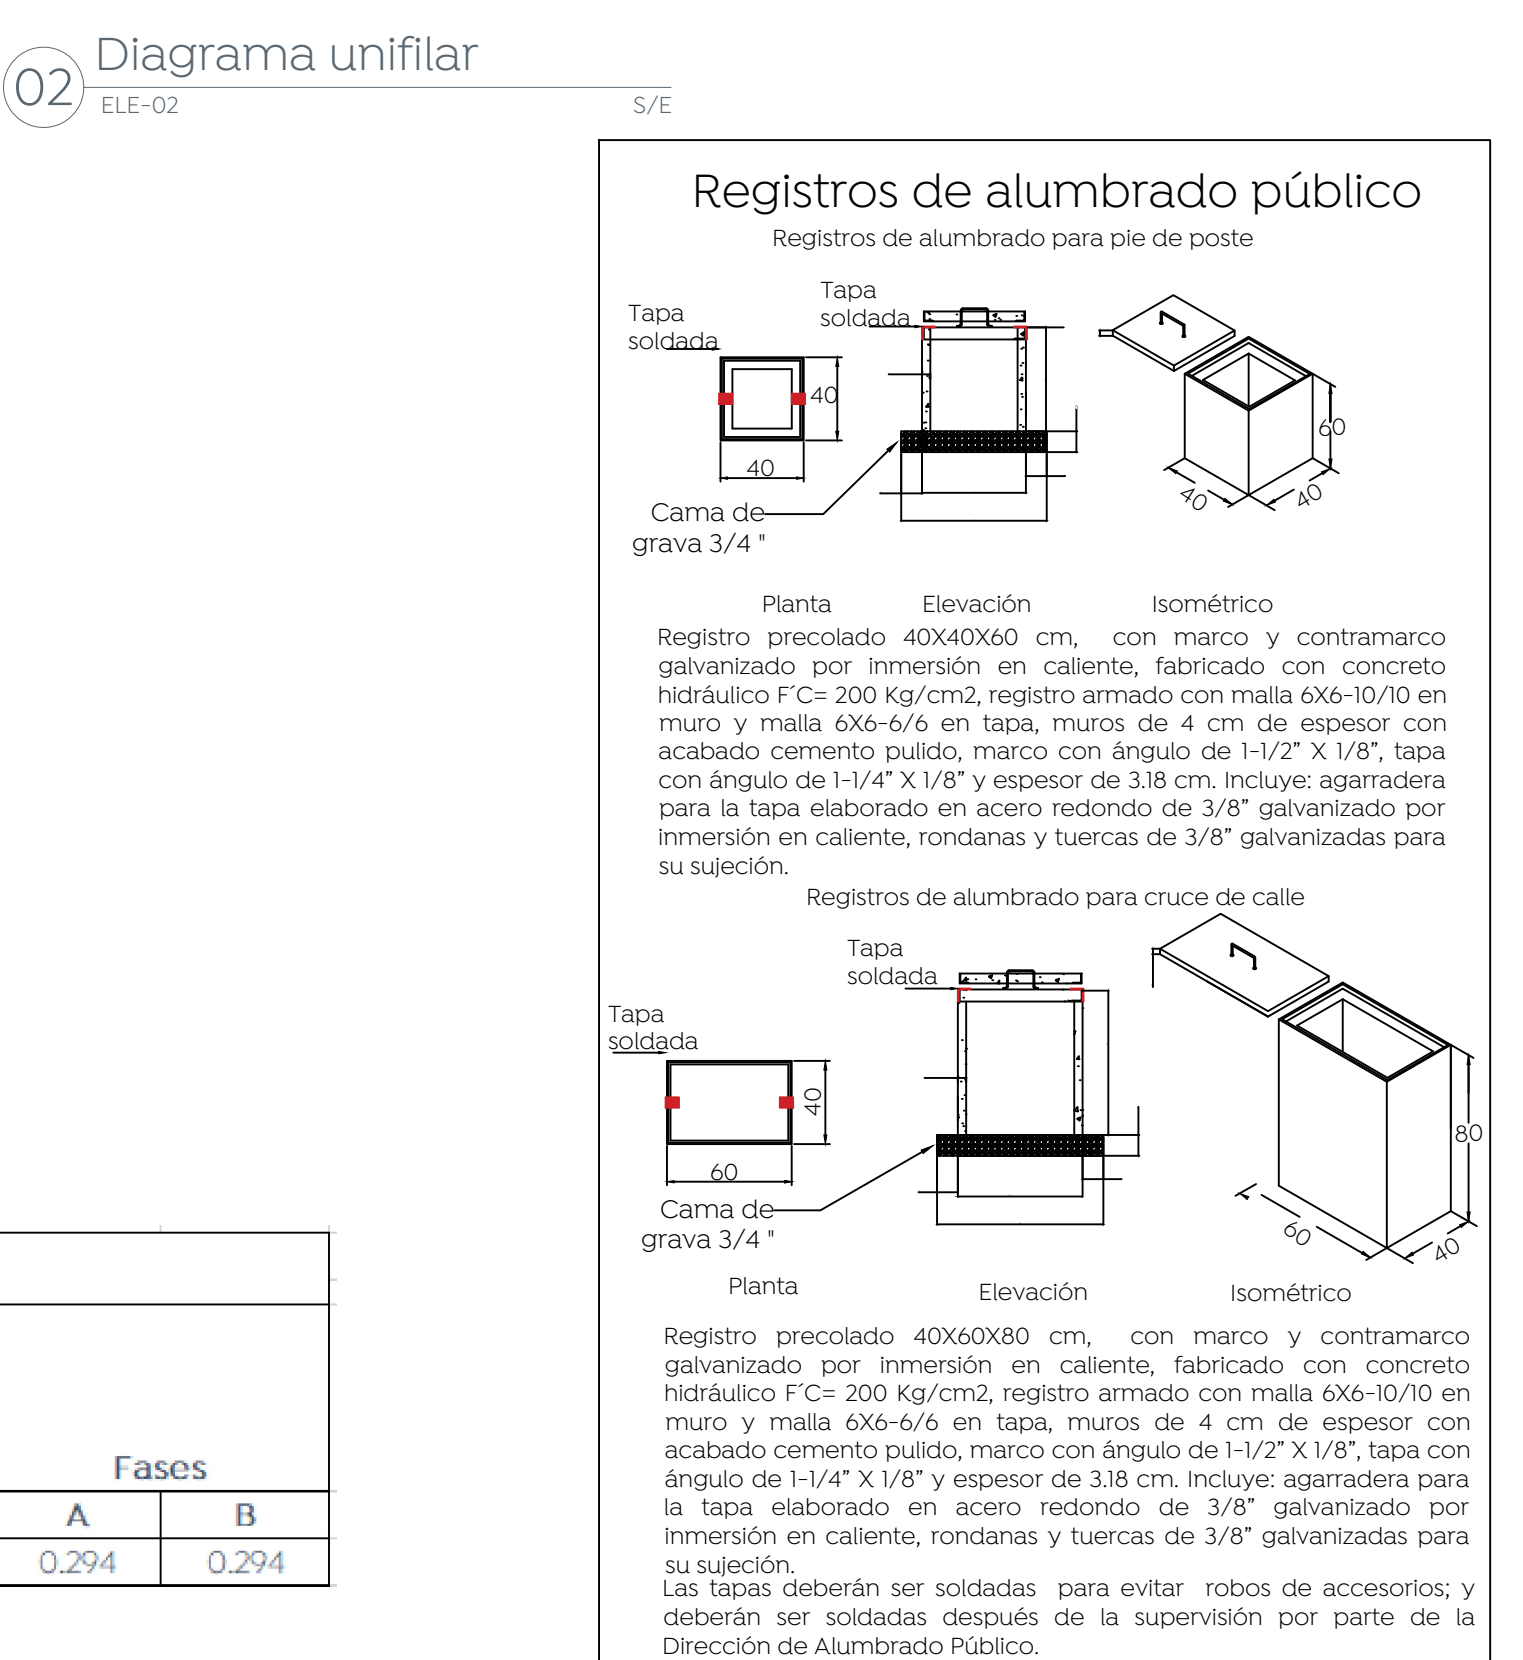 02
Diagrama unifilar
ELE-02 S/E
Registros de alumbrado público
Registros de alumbrado para pie de poste
Tapa
soldada
Tapa
soldada
40
40
60
40
40
Cama de
grava 3/4 "
Planta Elevación Isométrico
Registro precolado 40X40X60 cm, con marco y contramarco
galvanizado por inmersión en caliente, fabricado con concreto
hidráulico F´C= 200 Kg/cm2, registro armado con malla 6X6-10/10 en
muro y malla 6X6-6/6 en tapa, muros de 4 cm de espesor con
acabado cemento pulido, marco con ángulo de 1-1/2” X 1/8”, tapa
con ángulo de 1-1/4” X 1/8” y espesor de 3.18 cm. Incluye: agarradera
para la tapa elaborado en acero redondo de 3/8” galvanizado por
inmersión en caliente, rondanas y tuercas de 3/8” galvanizadas para
su sujeción.
Registros de alumbrado para cruce de calle
Tapa
soldada
Tapa
soldada
40
60
80
60
40
Cama de
grava 3/4 "
Planta Elevación Isométrico
Registro precolado 40X60X80 cm, con marco y contramarco
galvanizado por inmersión en caliente, fabricado con concreto
hidráulico F´C= 200 Kg/cm2, registro armado con malla 6X6-10/10 en
muro y malla 6X6-6/6 en tapa, muros de 4 cm de espesor con
acabado cemento pulido, marco con ángulo de 1-1/2” X 1/8”, tapa con
ángulo de 1-1/4” X 1/8” y espesor de 3.18 cm. Incluye: agarradera para
la tapa elaborado en acero redondo de 3/8” galvanizado por
inmersión en caliente, rondanas y tuercas de 3/8” galvanizadas para
su sujeción.
Las tapas deberán ser soldadas para evitar robos de accesorios; y
deberán ser soldadas después de la supervisión por parte de la
Dirección de Alumbrado Público.
Fases
A B
0.294 0.294